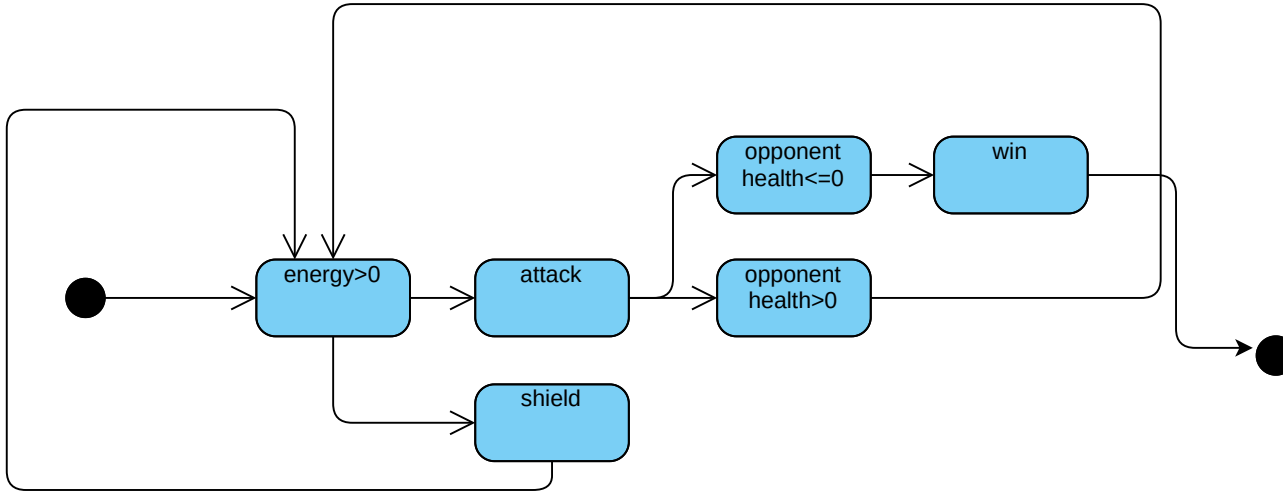 opponent
health<=0
win
energy>0
attack
opponent
health>0
shield